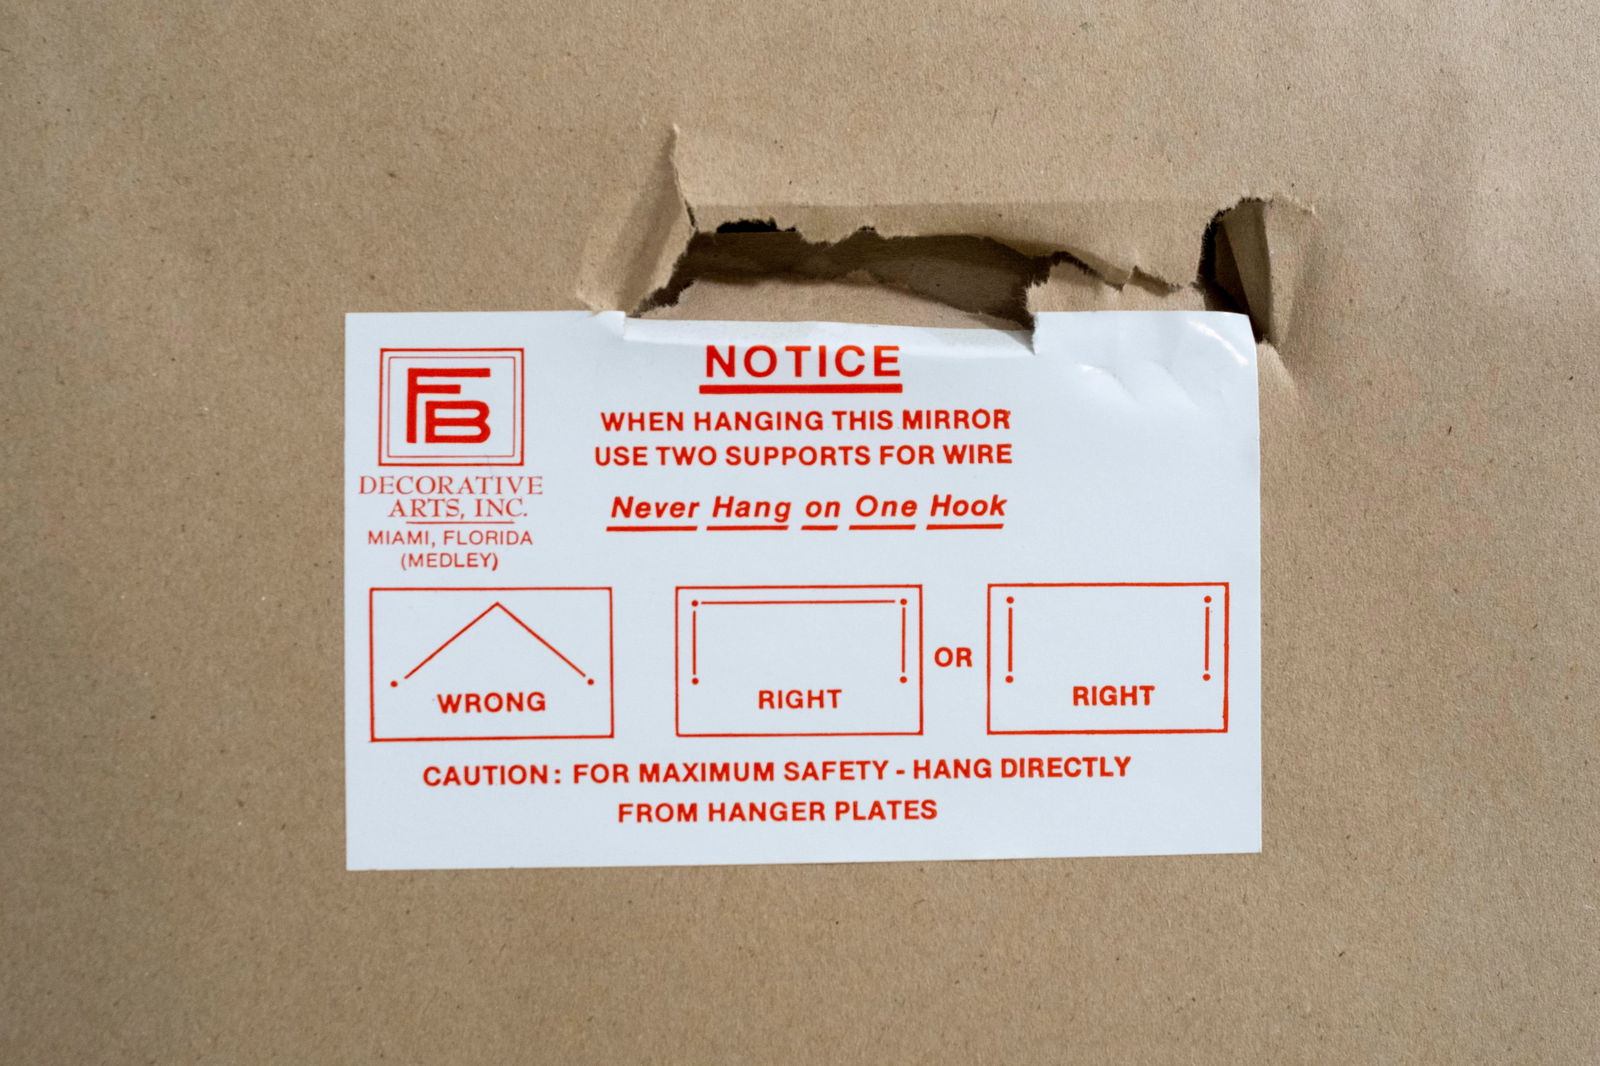 FB
DECORATIVE
ARTS, INC.
MIAMI, FLORIDA
(MEDLEY)
NOTICE
WHEN HANGING THIS MIRROR
USE TWO SUPPORTS FOR WIRE
Never Hang on One Hook
WRONG
RIGHT
OR
RIGHT
CAUTION: FOR MAXIMUM SAFETY - HANG DIRECTLY
FROM HANGER PLATES